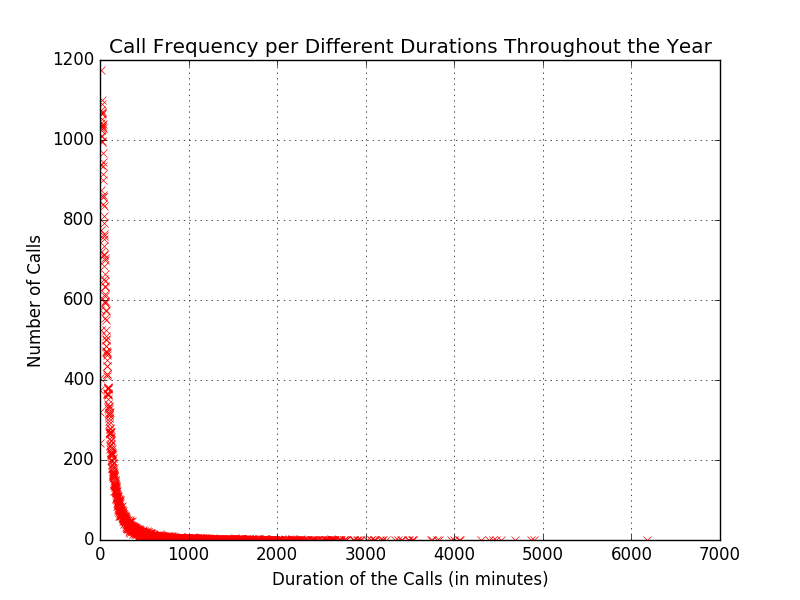 Call Frequency per Different Durations Throughout the Year
1200
1000
800
600
400
200
0
Number of Calls
0 1000 2000 3000 4000 5000 6000 7000
Duration of the Calls (in minutes)